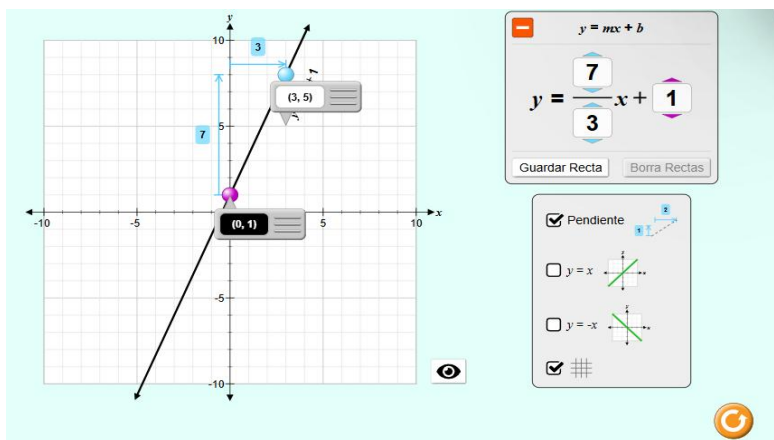 y
10
3
y + 1
(3, 5)
5
7
(0, 1)
-10
-5
5
10
x
-5
-10
y = mx + b
y = 7/3 x + 1
Guardar Recta
Borra Rectas
Pendiente
2
1
y = x
y = -x